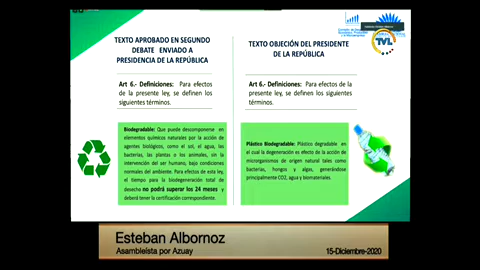 TEXTO APROBADO EN SEGUNDO
DEBATE ENVIADO A
PRESIDENCIA DE LA REPÚBLICA
Art 6.- Definiciones: Para efectos
de la presente ley, se definen los
siguientes términos.
Biodegradable: Que puede descomponerse en
elementos químicos naturales por la acción de
agentes biológicos, como el sol, el agua, las
bacterias, las plantas o los animales, sin la
intervención del ser humano, bajo condiciones
normales del ambiente. Para efectos de esta ley,
el tiempo para la biodegeneración total de
desecho no podrá superar los 24 meses y
deberá tener la certificación correspondiente.
TVL
TEXTO OBJECIÓN DEL PRESIDENTE
DE LA REPÚBLICA
Art 6.- Definiciones: Para efectos de la
presente ley, se definen los siguientes
términos.
Plástico Biodegradable: Plástico degradable en
el cual la degeneración es efecto de la acción de
microorganismos de origen natural tales como
bacterias, hongos y algas, generándose
principalmente CO2, agua y biomateriales.
Esteban Albornoz
Asambleísta por Azuay
15-Diciembre-2020